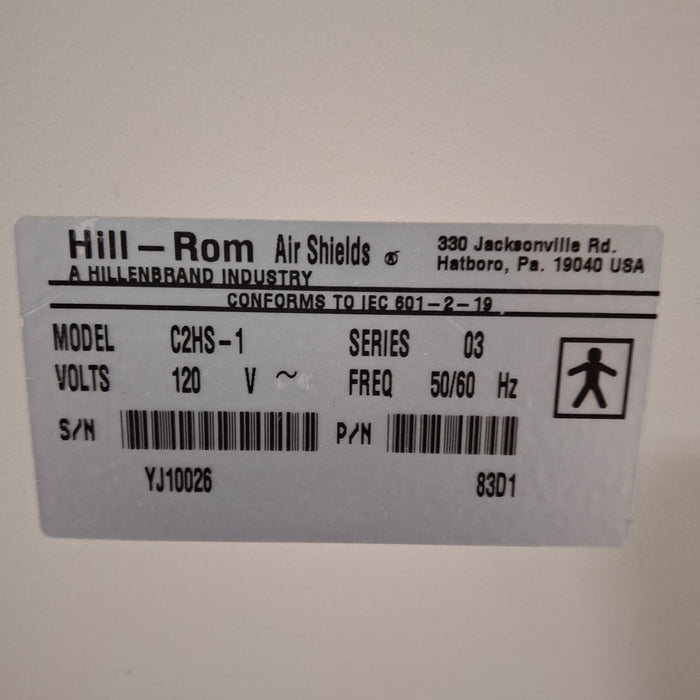 Hill-Rom Air Shields ® 330 Jacksonville Rd.
A HILLENBRAND INDUSTRY Hatboro, Pa. 19040 USA
CONFORMS TO IEC 601-2-19
MODEL C2HS-1 SERIES 03
VOLTS 120 V ~ FREQ 50/60 Hz
S/N P/N
YJ10026 83D1